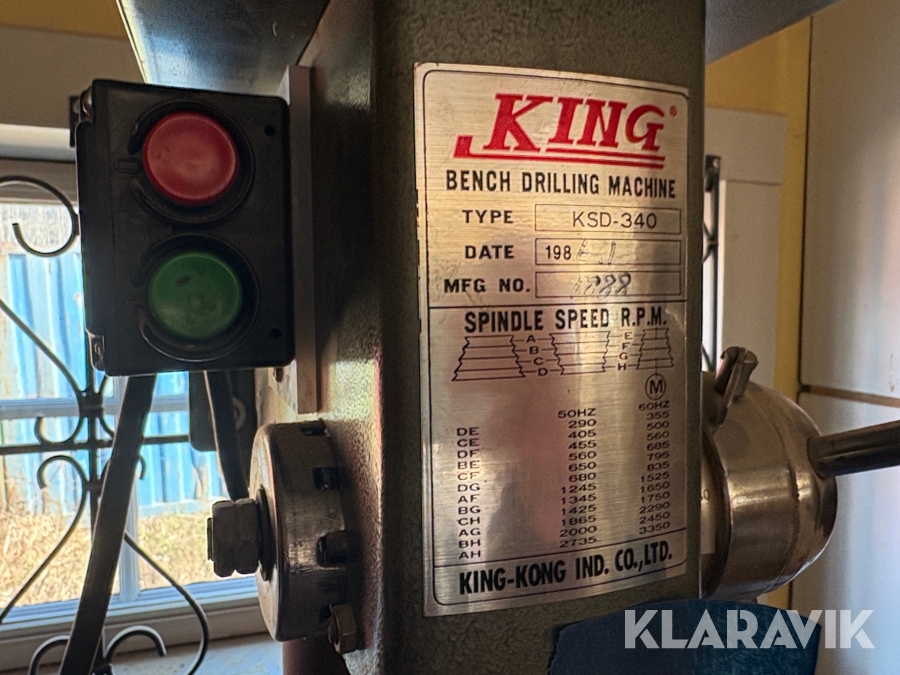 KING®
BENCH DRILLING MACHINE
TYPE KSD-340
DATE 198
MFG NO.
SPINDLE SPEED R.P.M.
A E
B F
C G
D H
M
50HZ 60HZ
DE 290 355
CE 405 500
DF 455 560
BE 560 685
CF 650 795
DG 680 835
AF 1245 1525
BG 1345 1650
CH 1425 1750
AG 1865 2290
BH 2000 2450
AH 2735 3350
KING-KONG IND. CO.,LTD.
KLARAVIK